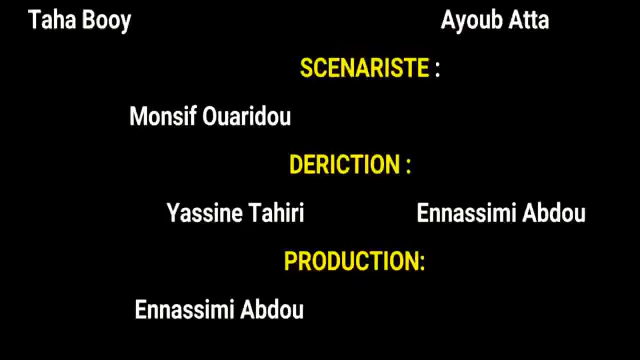 Taha Booy Ayoub Atta
SCENARISTE :
Monsif Ouaridou
DERICTION :
Yassine Tahiri Ennassimi Abdou
PRODUCTION:
Ennassimi Abdou